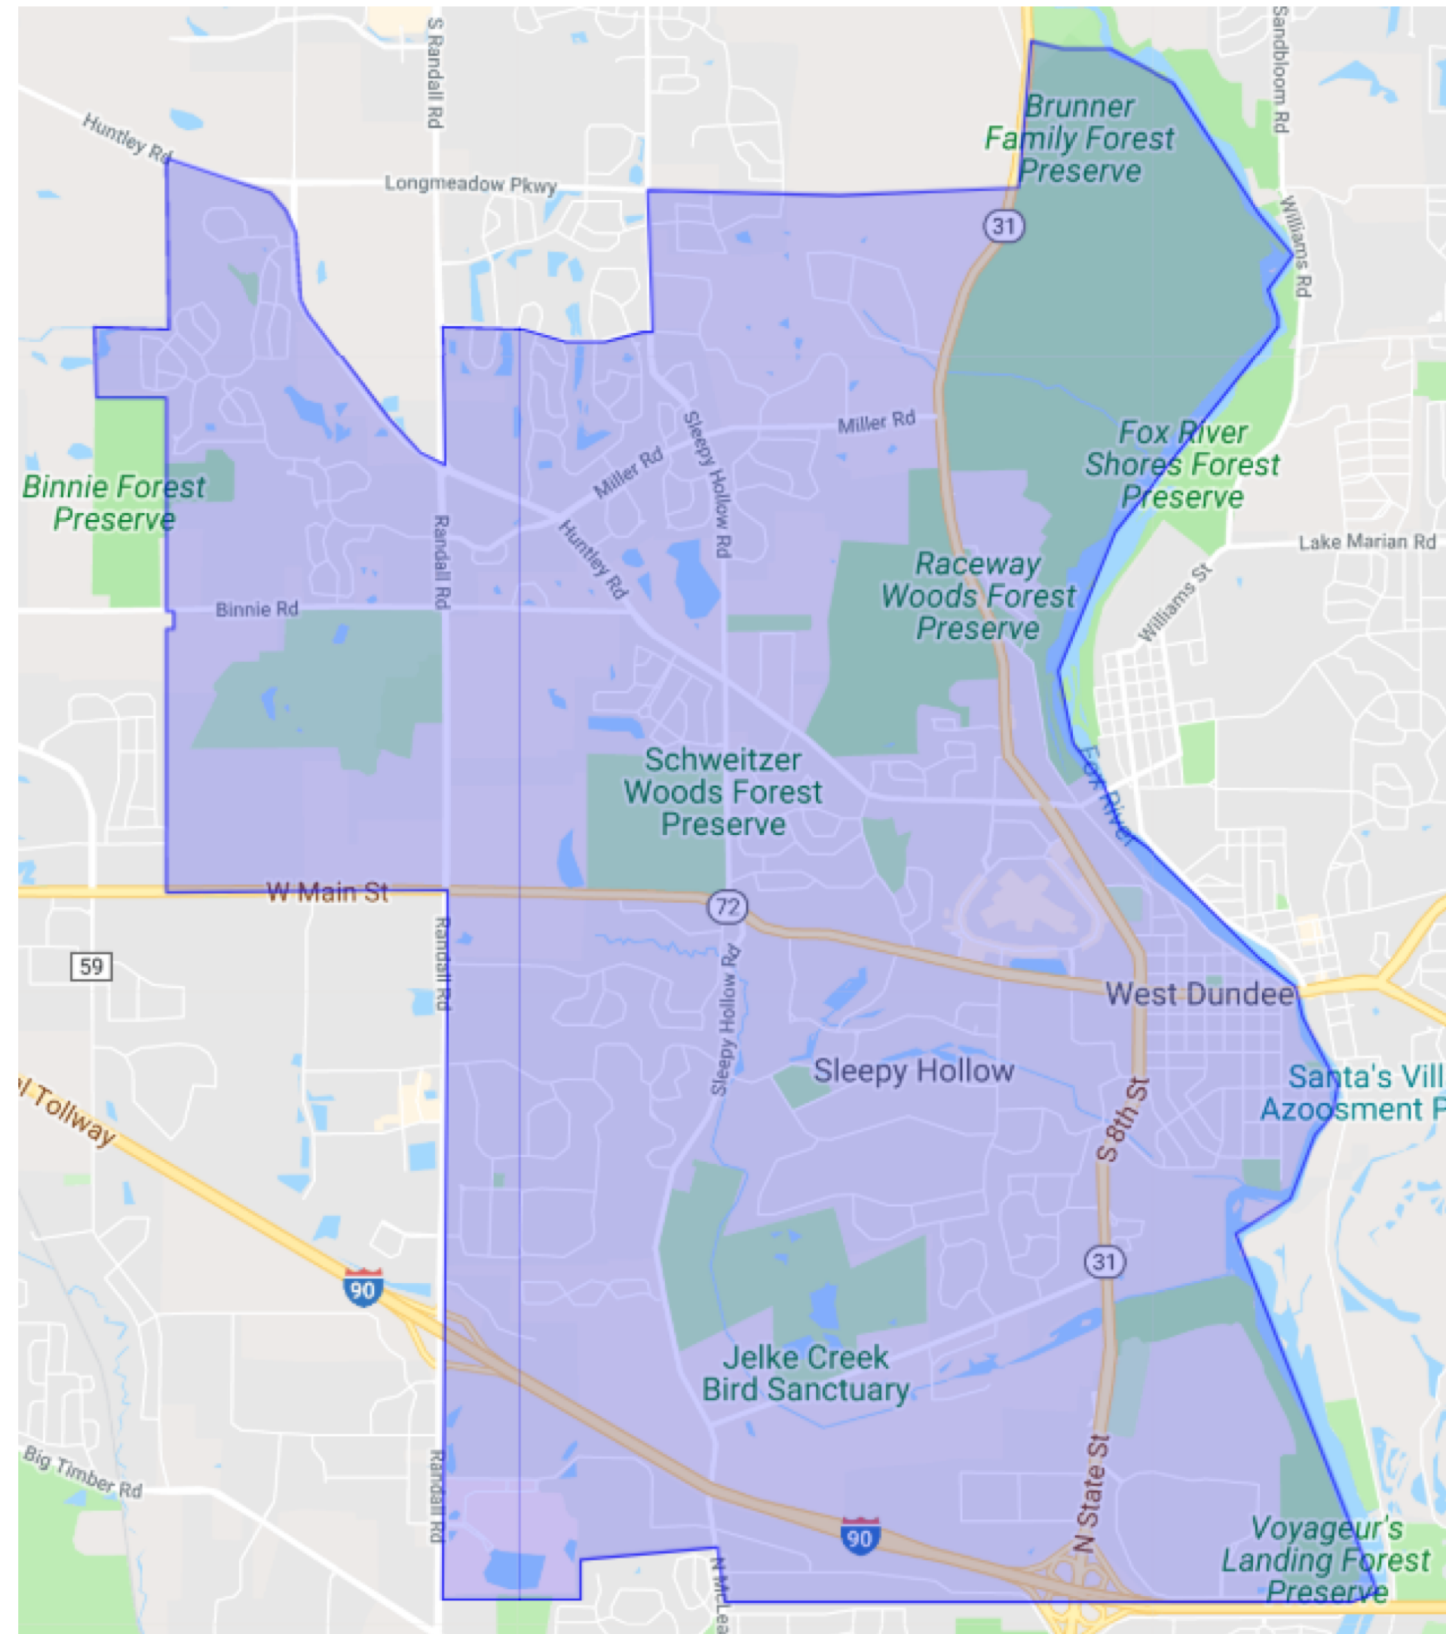 S Randall Rd
Sandbloom Rd
Huntley Rd
Brunner
Family Forest
Preserve
Longmeadow Pkwy
31
Williams Rd
Sleepy Hollow Rd
Miller Rd
Miller Rd
Fox River
Shores Forest
Preserve
Binnie Forest
Preserve
Randall Rd
Huntley Rd
Lake Marian Rd
Raceway
Woods Forest
Preserve
Williams St
Binnie Rd
Schweitzer
Woods Forest
Preserve
Fox River
W Main St
72
Randall Rd
59
Sleepy Hollow Rd
West Dundee
Sleepy Hollow
Santa's Vill
Azoosment P
l Tollway
S 8th St
90
31
Jelke Creek
Bird Sanctuary
Big Timber Rd
Randall Rd
N State St
90
Voyageur's
Landing Forest
Preserve
N McLea